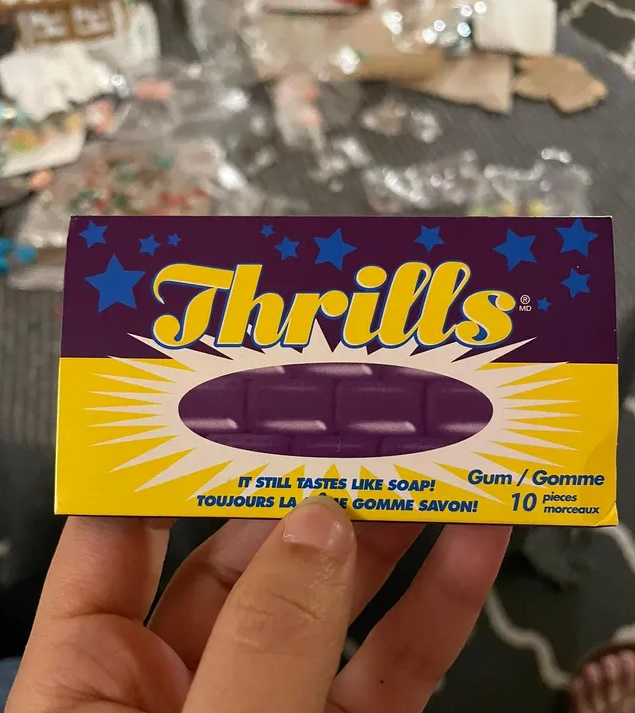 Thrills
® MD
IT STILL TASTES LIKE SOAP!
TOUJOURS LA GOMME SAVON!
Gum / Gomme
10 pieces
morceaux